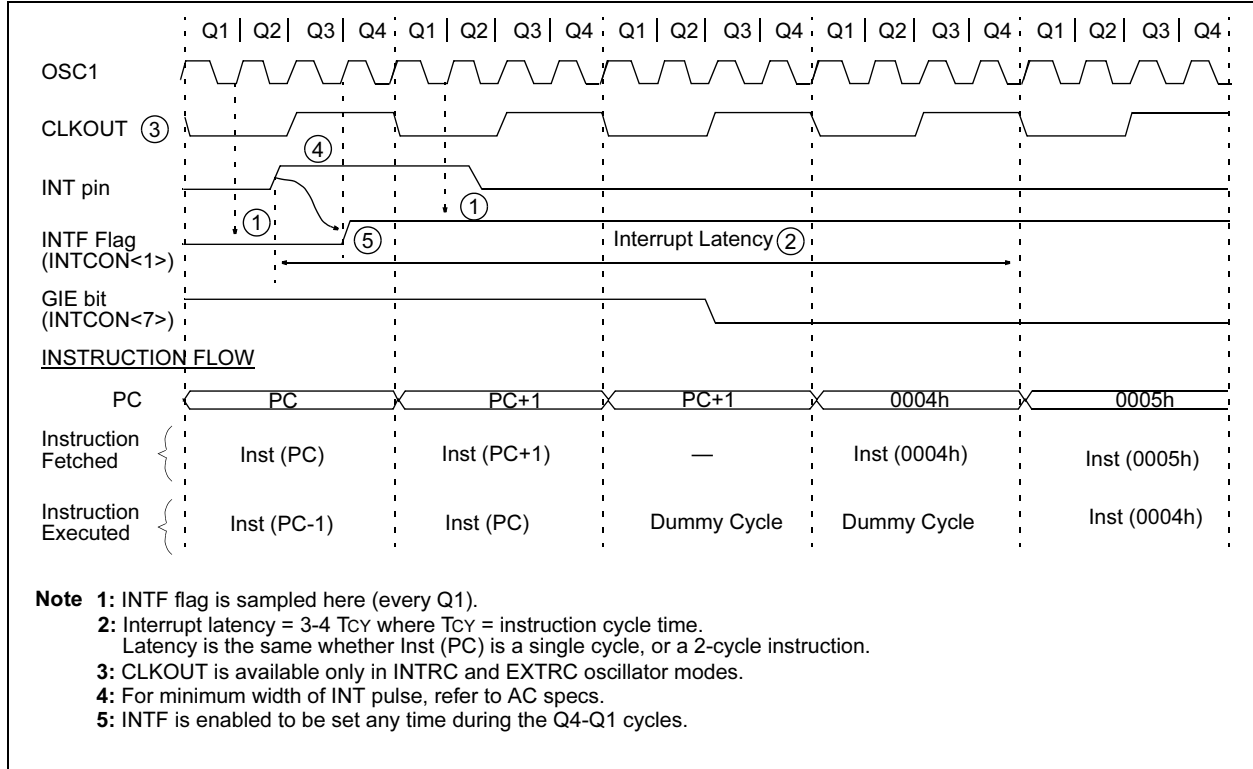 Q1 | Q2 | Q3 | Q4 Q1 | Q2 | Q3 | Q4 Q1 | Q2 | Q3 | Q4 Q1 | Q2 | Q3 | Q4 Q1 | Q2 | Q3 | Q4
OSC1
CLKOUT 3
4
INT pin
1 1
INTF Flag
(INTCON<1>)
5
Interrupt Latency 2
GIE bit
(INTCON<7>)
INSTRUCTION FLOW
PC PC PC+1 PC+1 0004h 0005h
Instruction
Fetched
Inst (PC) Inst (PC+1) — Inst (0004h) Inst (0005h)
Instruction
Executed
Inst (PC-1) Inst (PC) Dummy Cycle Dummy Cycle Inst (0004h)
Note 1: INTF flag is sampled here (every Q1).
2: Interrupt latency = 3-4 TCY where TCY = instruction cycle time.
Latency is the same whether Inst (PC) is a single cycle, or a 2-cycle instruction.
3: CLKOUT is available only in INTRC and EXTRC oscillator modes.
4: For minimum width of INT pulse, refer to AC specs.
5: INTF is enabled to be set any time during the Q4-Q1 cycles.